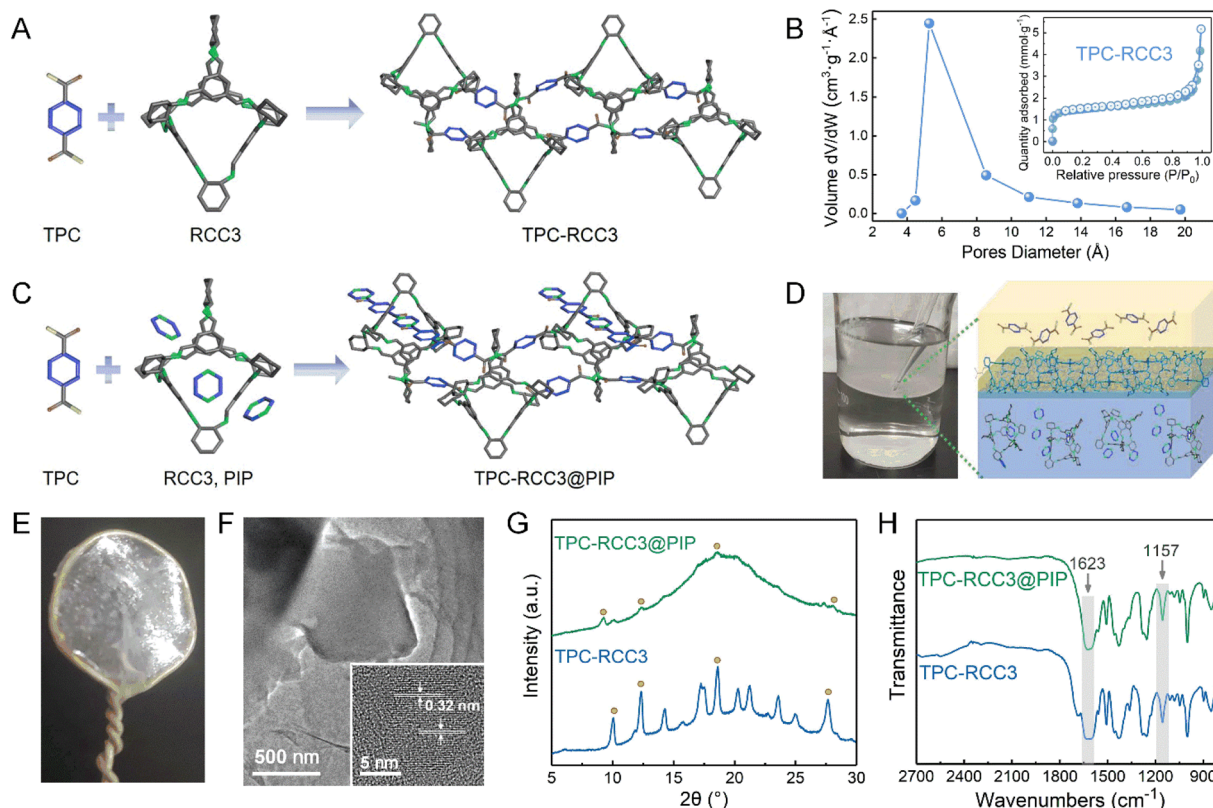 A
TPC
RCC3
TPC-RCC3
B
Volume dV/dW (cm³·g⁻¹·Å⁻¹)
2.5
2.0
1.5
1.0
0.5
0.0
2 4 6 8 10 12 14 16 18 20
Pores Diameter (Å)
TPC-RCC3
Quantity adsorbed (mmol·g⁻¹)
5
4
3
2
1
0
0.0 0.2 0.4 0.6 0.8 1.0
Relative pressure (P/P₀)
C
TPC
RCC3, PIP
TPC-RCC3@PIP
D
E
F
0.32 nm
500 nm
5 nm
G
TPC-RCC3@PIP
TPC-RCC3
Intensity (a.u.)
5 10 15 20 25 30
2θ (°)
H
1623
1157
TPC-RCC3@PIP
TPC-RCC3
Transmittance
2700 2400 2100 1800 1500 1200 900
Wavenumbers (cm⁻¹)